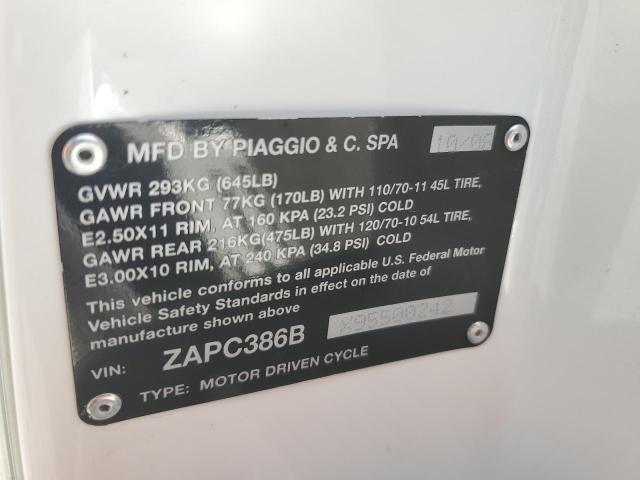 MFD BY PIAGGIO & C. SPA 10/08
GVWR 293KG (645LB)
GAWR FRONT 77KG (170LB) WITH 110/70-11 45L TIRE,
E2.50X11 RIM, AT 160 KPA (23.2 PSI) COLD
GAWR REAR 216KG(475LB) WITH 120/70-10 54L TIRE,
E3.00X10 RIM, AT 240 KPA (34.8 PSI) COLD
This vehicle conforms to all applicable U.S. Federal Motor
Vehicle Safety Standards in effect on the date of
manufacture shown above
VIN: ZAPC386B X95500242
TYPE: MOTOR DRIVEN CYCLE